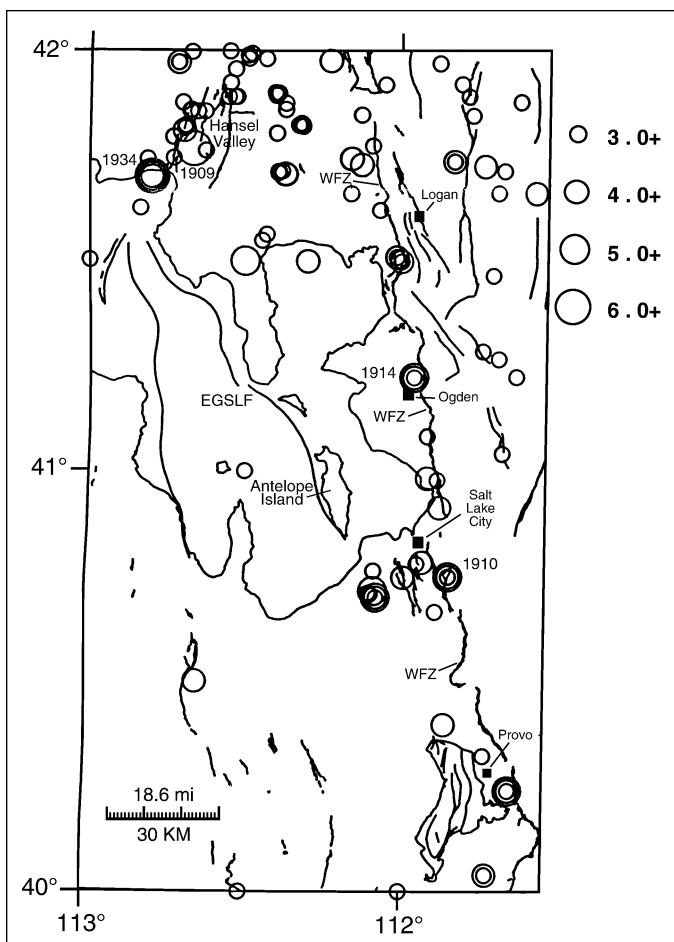 42°
Hansel
Valley
3.0+
1934
1909
WFZ
Logan
4.0+
5.0+
6.0+
1914
Ogden
EGSLF
WFZ
41°
Antelope
Island
Salt
Lake
City
1910
WFZ
Provo
18.6 mi
30 KM
40°
113°
112°